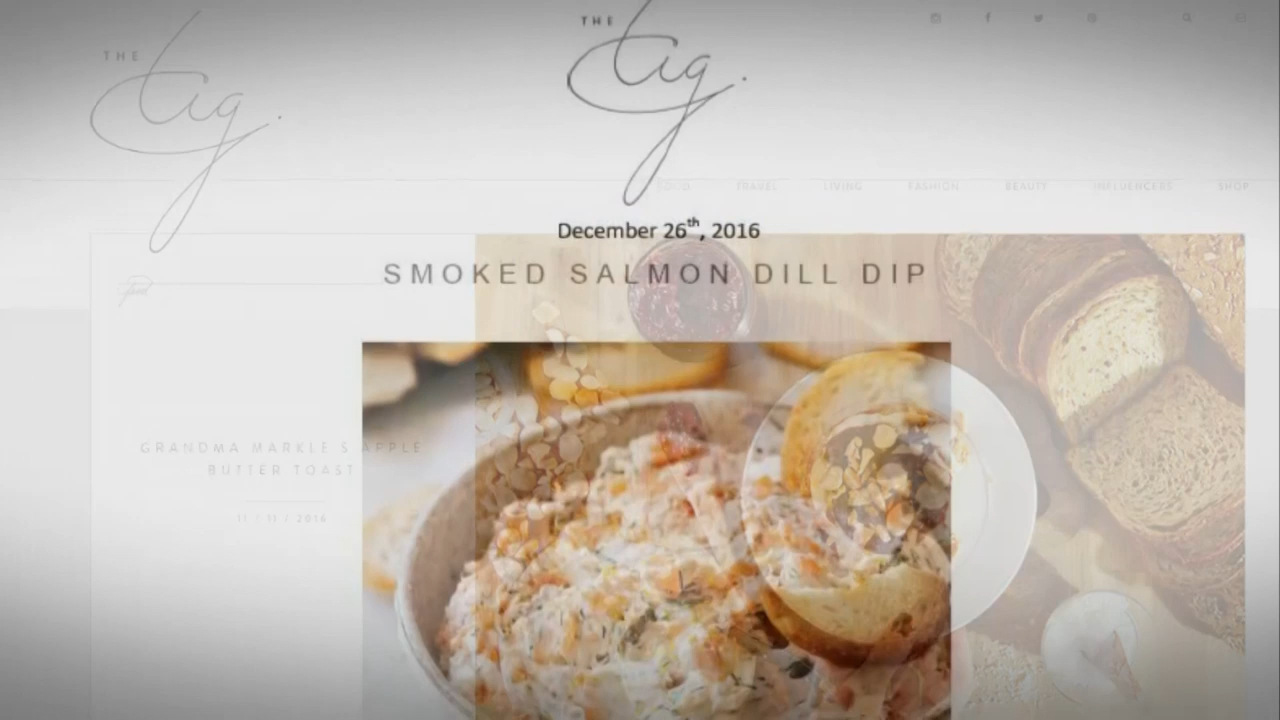 THE
tig.
THE
tig.
FOOD TRAVEL LIVING FASHION BEAUTY INFLUENCERS SHOP
December 26th, 2016
SMOKED SALMON DILL DIP
GRANDMA MARKLE'S APPLE
BUTTER TOAST
11 / 11 / 2016